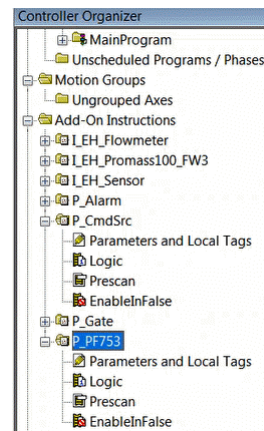 Controller Organizer
MainProgram
Unscheduled Programs / Phases
Motion Groups
Ungrouped Axes
Add-On Instructions
I_EH_Flowmeter
I_EH_Promass100_FW3
I_EH_Sensor
P_Alarm
P_CmdSrc
Parameters and Local Tags
Logic
Prescan
EnableInFalse
P_Gate
P_PF753
Parameters and Local Tags
Logic
Prescan
EnableInFalse